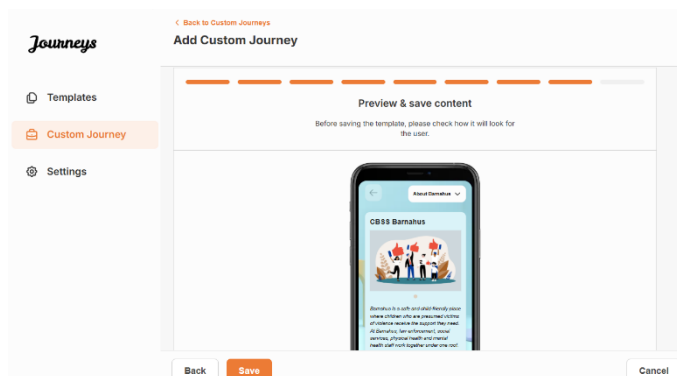 Back to Custom Journeys
Journeys
Add Custom Journey
Templates
Custom Journey
Settings
Preview & save content
Before saving the template, please check how it will look for
the user.
About Barnahus
CBSS Barnahus
Barnahus is a safe and child-friendly place
where children who are presumed victims
of violence receive the support they need.
At Barnahus, law enforcement, social
services, physical health and mental
health staff work together under one roof.
Back
Save
Cancel